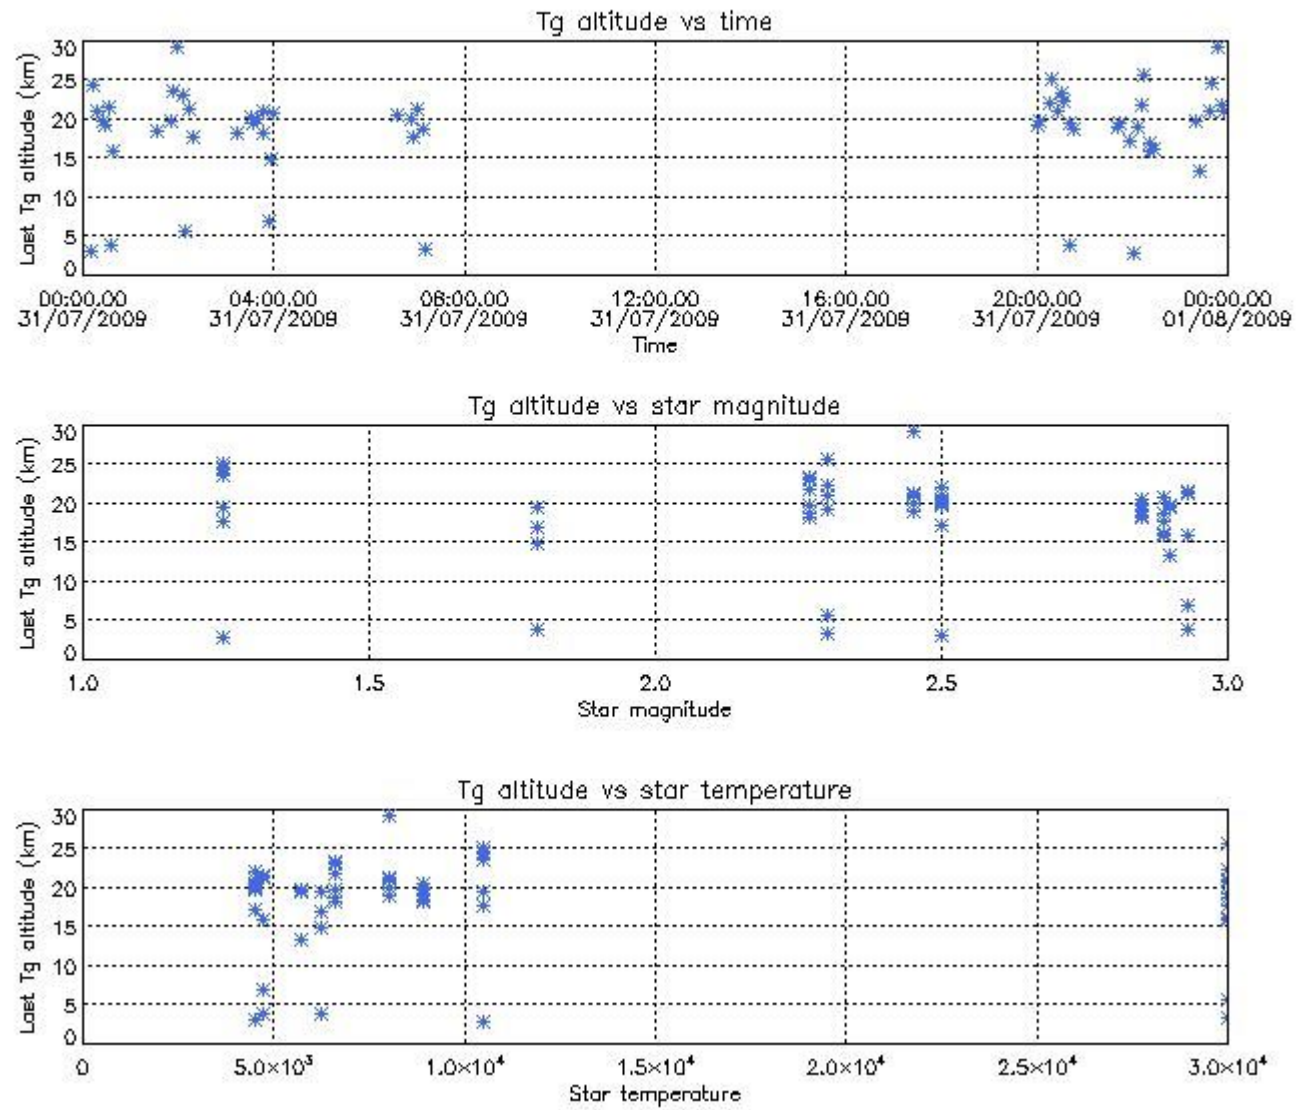 Tg altitude vs time
Last Tg altitude (km)
30
25
20
15
10
5
0
00:00.00 04:00.00 08:00.00 12:00.00 16:00.00 20:00.00 00:00.00
31/07/2009 31/07/2009 31/07/2009 31/07/2009 31/07/2009 31/07/2009 01/08/2009
Time
Tg altitude vs star magnitude
Last Tg altitude (km)
30
25
20
15
10
5
0
1.0 1.5 2.0 2.5 3.0
Star magnitude
Tg altitude vs star temperature
Last Tg altitude (km)
30
25
20
15
10
5
0
0 5.0×10³ 1.0×10⁴ 1.5×10⁴ 2.0×10⁴ 2.5×10⁴ 3.0×10⁴
Star temperature